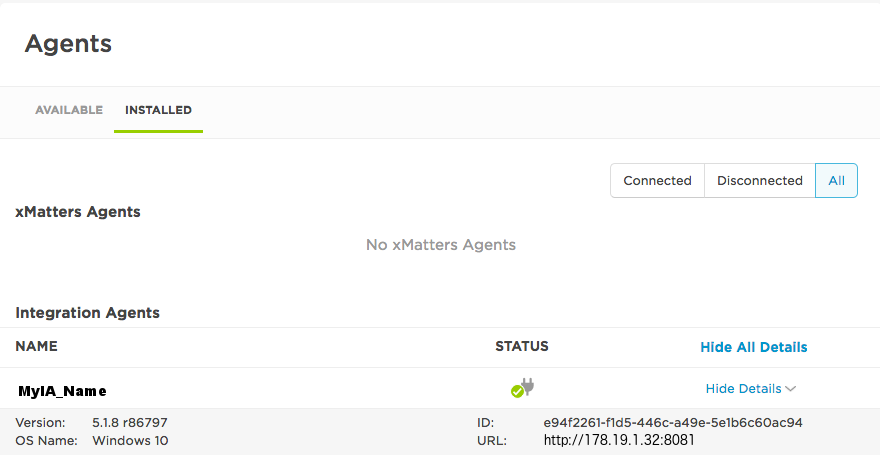 Agents
AVAILABLE INSTALLED
Connected Disconnected All
xMatters Agents
No xMatters Agents
Integration Agents
NAME STATUS Hide All Details
MyIA_Name Hide Details
Version: 5.1.8 r86797 ID: e94f2261-f1d5-446c-a49e-5e1b6c60ac94
OS Name: Windows 10 URL: http://178.19.1.32:8081